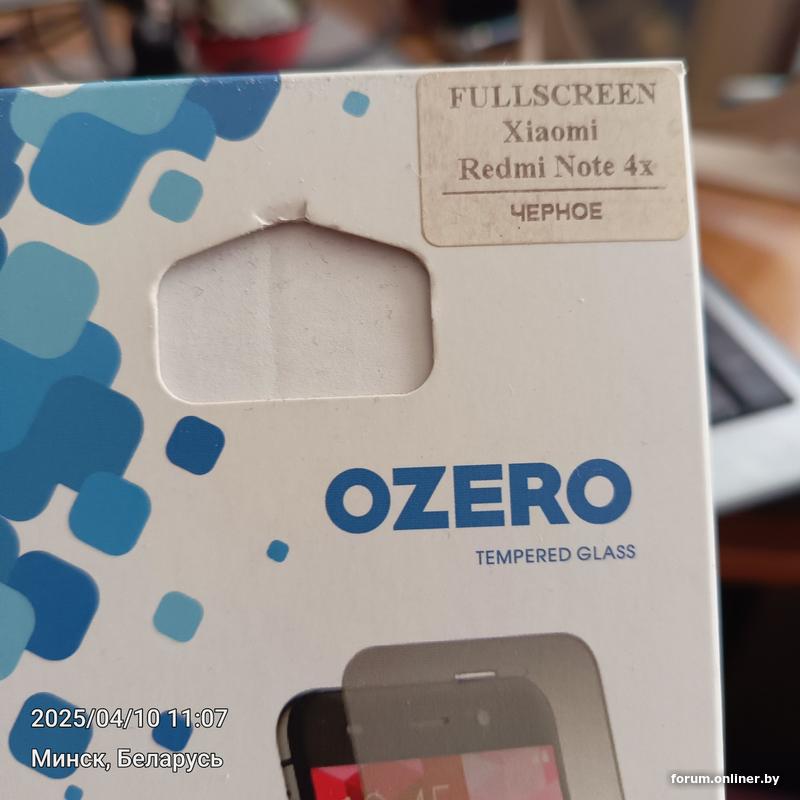 FULLSCREEN
Xiaomi
Redmi Note 4x
ЧЕРНОЕ
OZERO
TEMPERED GLASS
2025/04/10 11:07
Минск, Беларусь
forum.onliner.by